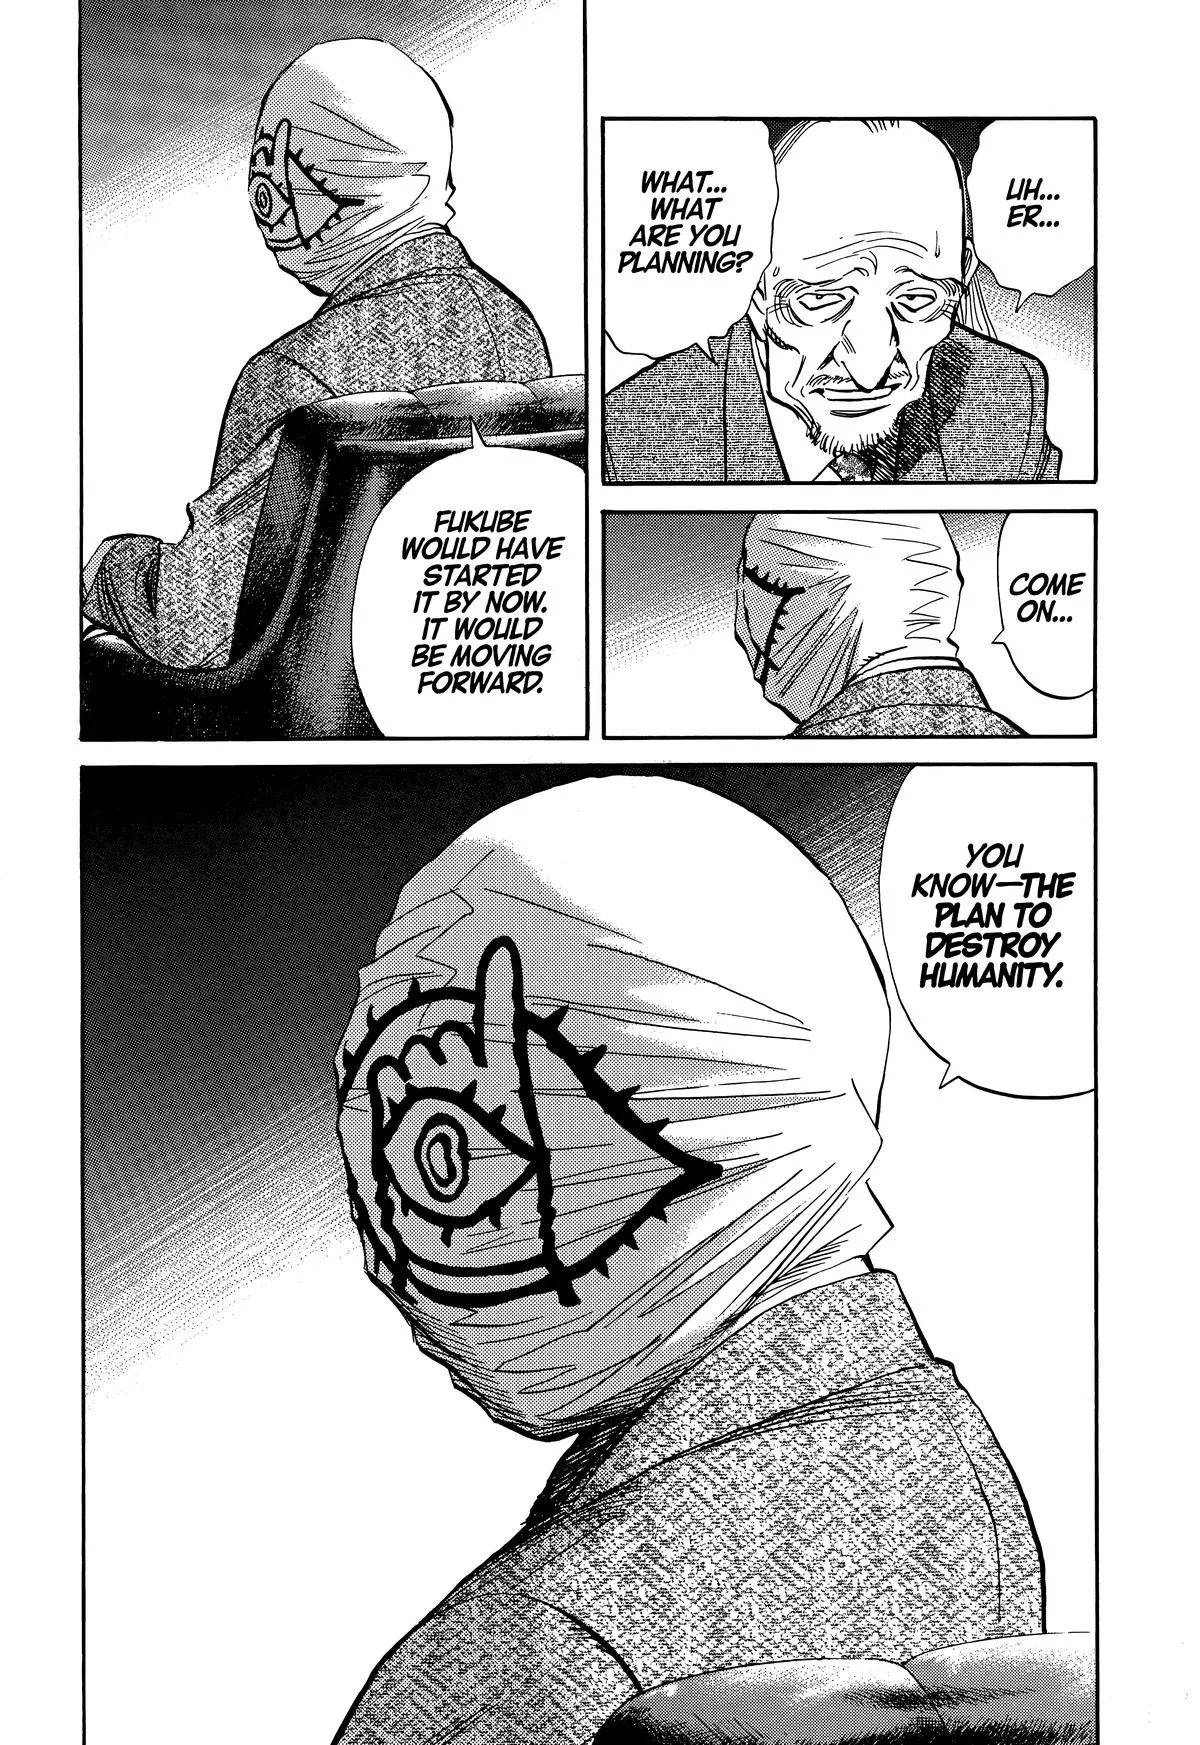 UH...
ER...
WHAT...
WHAT
ARE YOU
PLANNING?
COME
ON...
FUKUBE
WOULD HAVE
STARTED
IT BY NOW.
IT WOULD
BE MOVING
FORWARD.
YOU
KNOW—THE
PLAN TO
DESTROY
HUMANITY.